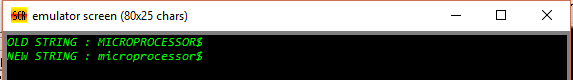 emulator screen (80x25 chars)
OLD STRING : MICROPROCESSOR$
NEW STRING : microprocessor$